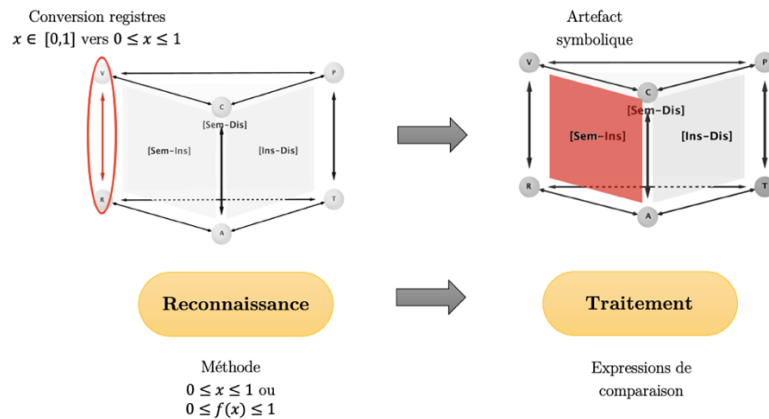 Conversion registres
x ∈ [0,1] vers 0 ≤ x ≤ 1
V
P
C
[Sem-Dis]
[Sem-Ins]
[Ins-Dis]
R
T
A
Artefact
symbolique
V
P
C
[Sem-Dis]
[Sem-Ins]
[Ins-Dis]
R
T
A
Reconnaissance
Traitement
Méthode
0 ≤ x ≤ 1 ou
0 ≤ f(x) ≤ 1
Expressions de
comparaison